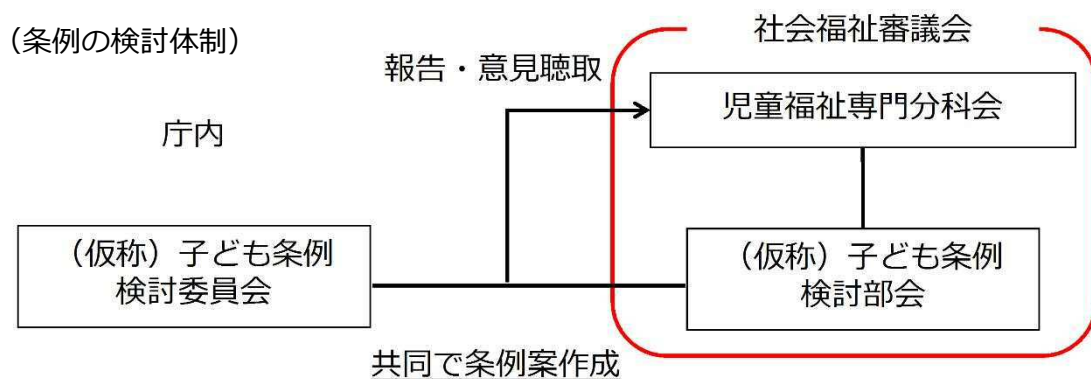 （条例の検討体制）
社会福祉審議会
報告・意見聴取
児童福祉専門分科会
庁内
（仮称）子ども条例
検討委員会
（仮称）子ども条例
検討部会
共同で条例案作成